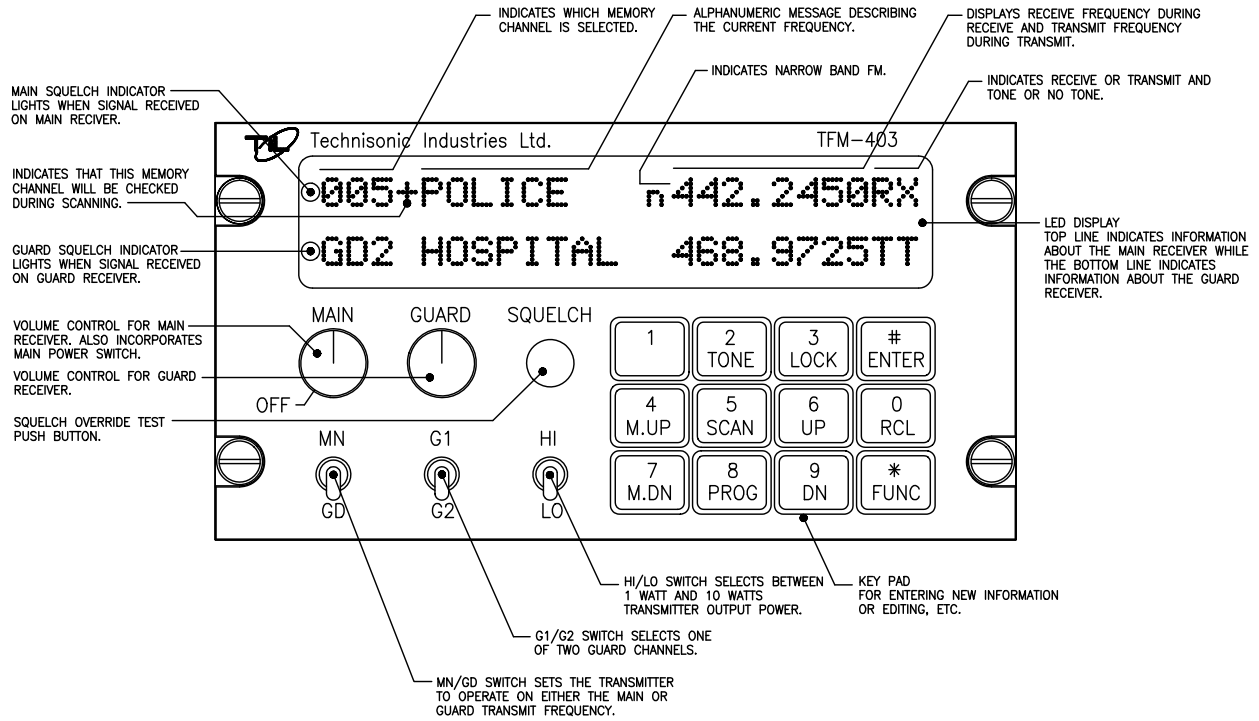 INDICATES WHICH MEMORY
CHANNEL IS SELECTED.
ALPHANUMERIC MESSAGE DESCRIBING
THE CURRENT FREQUENCY.
DISPLAYS RECEIVE FREQUENCY DURING
RECEIVE AND TRANSMIT FREQUENCY
DURING TRANSMIT.
INDICATES NARROW BAND FM.
INDICATES RECEIVE OR TRANSMIT AND
TONE OR NO TONE.
MAIN SQUELCH INDICATOR
LIGHTS WHEN SIGNAL RECEIVED
ON MAIN RECIVER.
INDICATES THAT THIS MEMORY
CHANNEL WILL BE CHECKED
DURING SCANNING.
GUARD SQUELCH INDICATOR
LIGHTS WHEN SIGNAL RECEIVED
ON GUARD RECEIVER.
VOLUME CONTROL FOR MAIN
RECEIVER. ALSO INCORPORATES
MAIN POWER SWITCH.
VOLUME CONTROL FOR GUARD
RECEIVER.
SQUELCH OVERRIDE TEST
PUSH BUTTON.
TIL Technisonic Industries Ltd. TFM-403
005+POLICE n442.2450RX
GD2 HOSPITAL 468.9725TT
LED DISPLAY
TOP LINE INDICATES INFORMATION
ABOUT THE MAIN RECEIVER WHILE
THE BOTTOM LINE INDICATES
INFORMATION ABOUT THE GUARD
RECEIVER.
MAIN GUARD SQUELCH
OFF
MN G1 HI
GD G2 LO
1 2 3 #
TONE LOCK ENTER
4 5 6 0
M.UP SCAN UP RCL
7 8 9 *
M.DN PROG DN FUNC
HI/LO SWITCH SELECTS BETWEEN
1 WATT AND 10 WATTS
TRANSMITTER OUTPUT POWER.
KEY PAD
FOR ENTERING NEW INFORMATION
OR EDITING, ETC.
G1/G2 SWITCH SELECTS ONE
OF TWO GUARD CHANNELS.
MN/GD SWITCH SETS THE TRANSMITTER
TO OPERATE ON EITHER THE MAIN OR
GUARD TRANSMIT FREQUENCY.